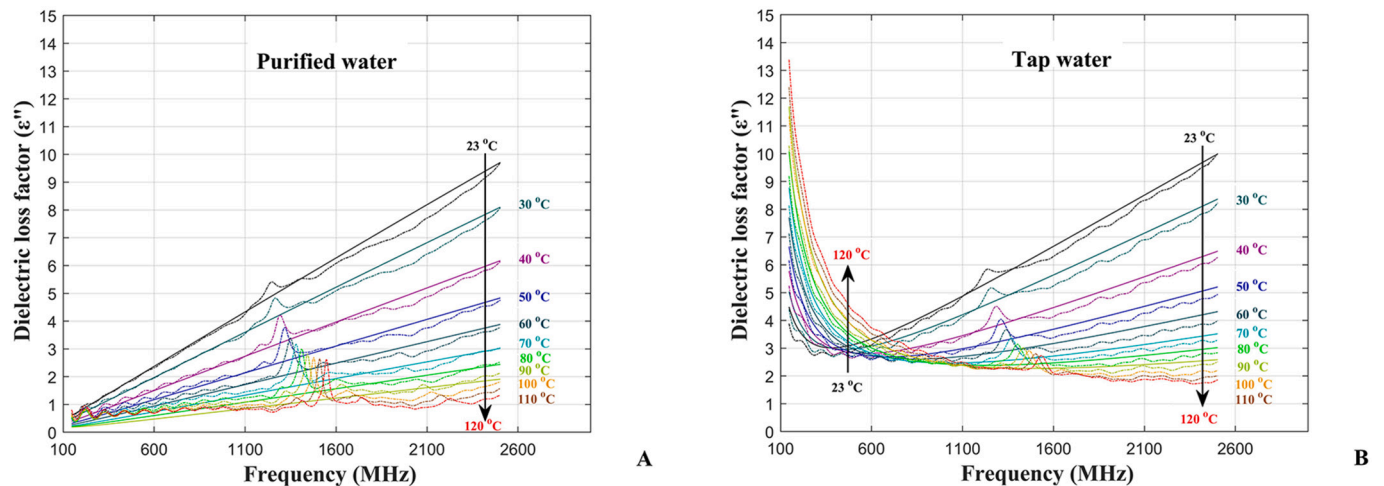 Purified water
Dielectric loss factor (ε")
15
14
13
12
11
10
9
8
7
6
5
4
3
2
1
0
23 °C
30 °C
40 °C
50 °C
60 °C
70 °C
80 °C
90 °C
100 °C
110 °C
120 °C
100 600 1100 1600 2100 2600
Frequency (MHz)
A
Tap water
Dielectric loss factor (ε")
15
14
13
12
11
10
9
8
7
6
5
4
3
2
1
0
23 °C
30 °C
120 °C
40 °C
50 °C
60 °C
70 °C
80 °C
90 °C
23 °C
100 °C
110 °C
120 °C
100 600 1100 1600 2100 2600
Frequency (MHz)
B